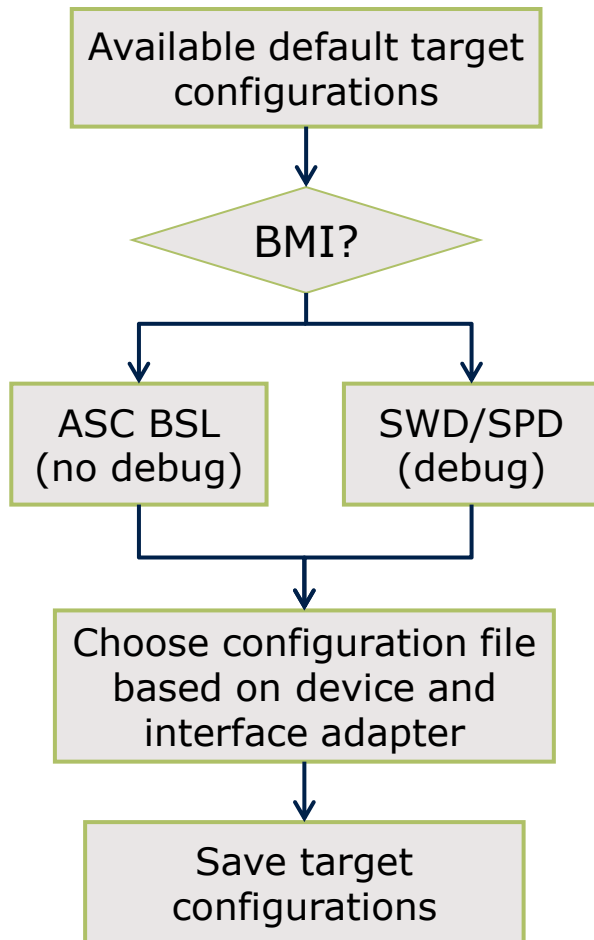 Available default target
configurations
BMI?
ASC BSL
(no debug)
SWD/SPD
(debug)
Choose configuration file
based on device and
interface adapter
Save target
configurations